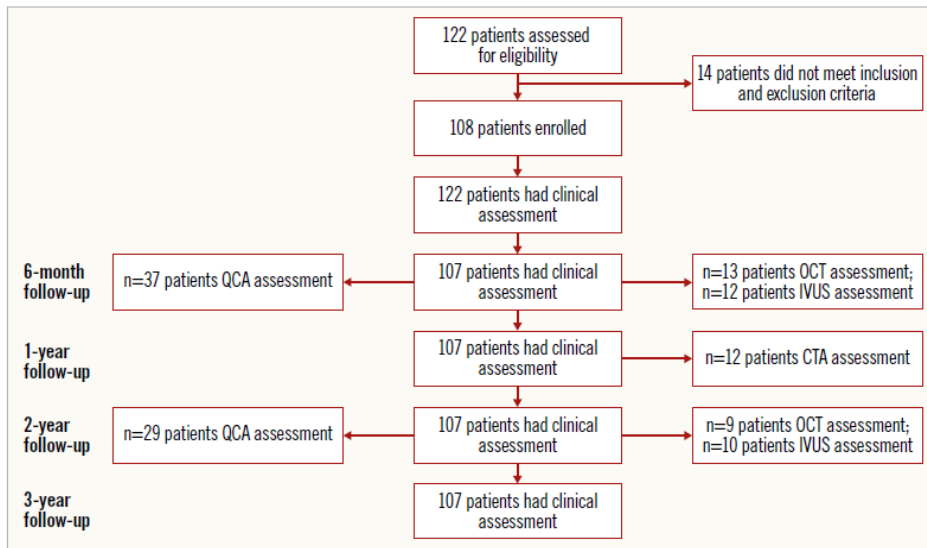 122 patients assessed
for eligibility
14 patients did not meet inclusion
and exclusion criteria
108 patients enrolled
122 patients had clinical
assessment
6-month
follow-up
n=37 patients QCA assessment
107 patients had clinical
assessment
n=13 patients OCT assessment;
n=12 patients IVUS assessment
1-year
follow-up
107 patients had clinical
assessment
n=12 patients CTA assessment
2-year
follow-up
n=29 patients QCA assessment
107 patients had clinical
assessment
n=9 patients OCT assessment;
n=10 patients IVUS assessment
3-year
follow-up
107 patients had clinical
assessment